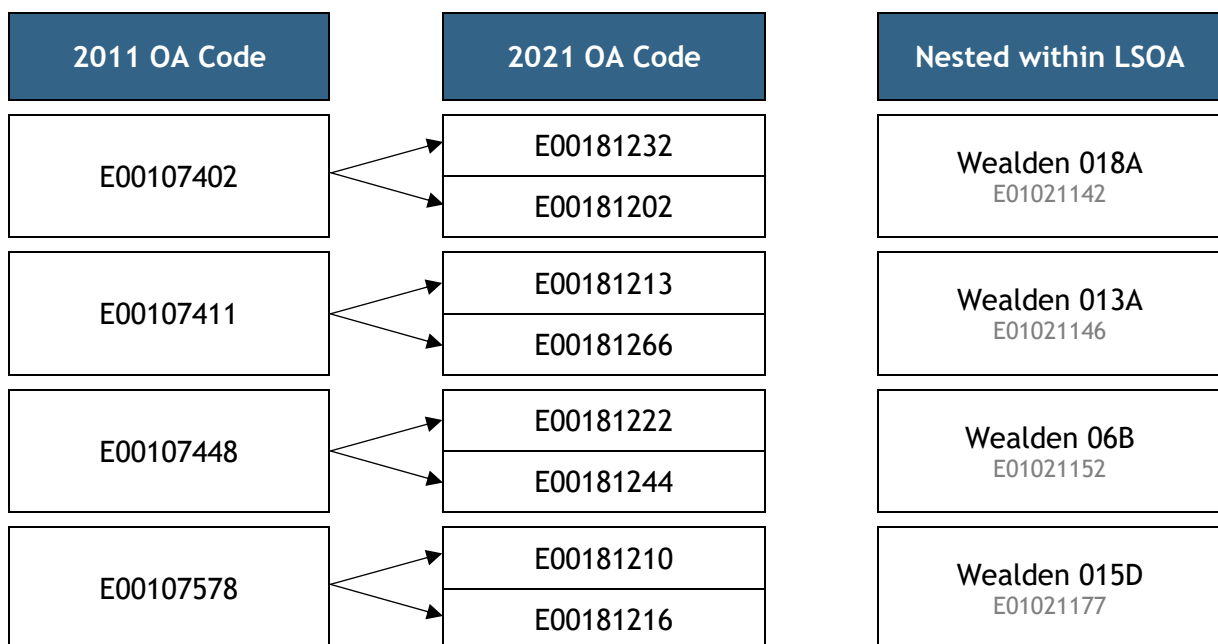 2011 OA Code
2021 OA Code
Nested within LSOA
E00107402
E00181232
E00181202
Wealden 018A
E01021142
E00107411
E00181213
E00181266
Wealden 013A
E01021146
E00107448
E00181222
E00181244
Wealden 06B
E01021152
E00107578
E00181210
E00181216
Wealden 015D
E01021177